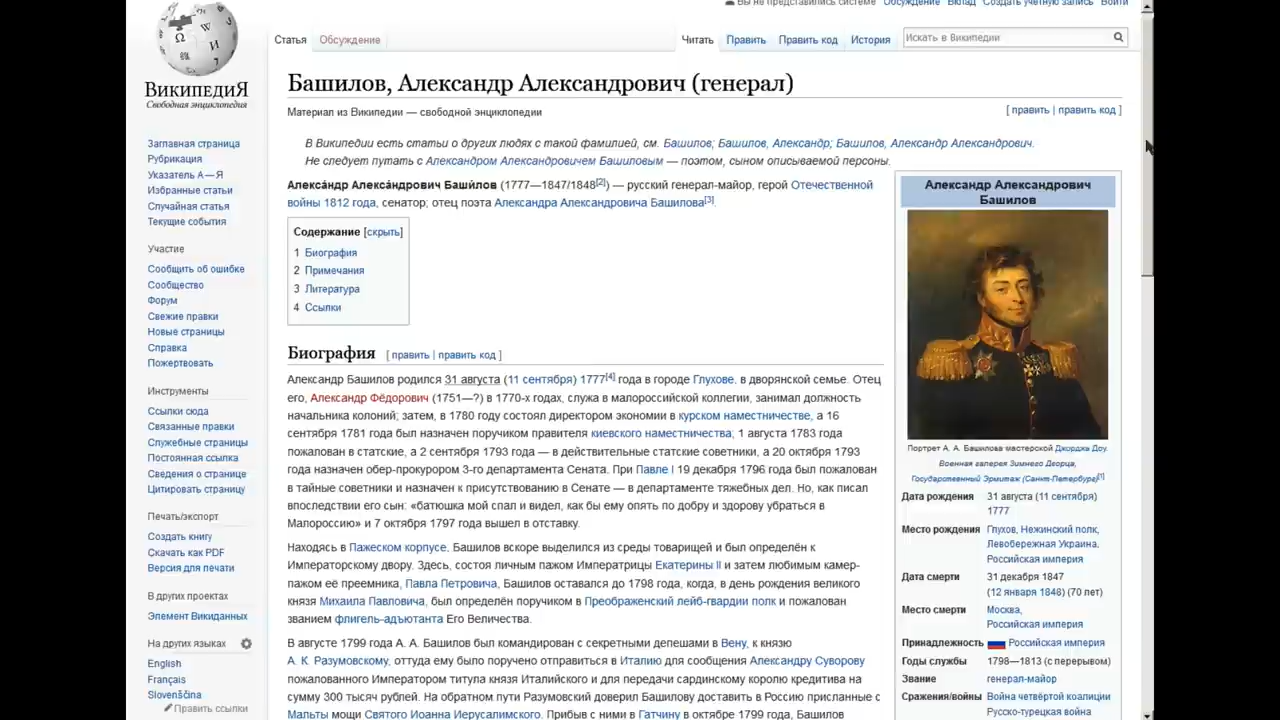 Вы не представились системе Обсуждение Вклад Создать учётную запись Войти
Статья Обсуждение Читать Править Править код История Искать в Википедии
ВикипедиЯ
Свободная энциклопедия
Заглавная страница
Рубрикация
Указатель А — Я
Избранные статьи
Случайная статья
Текущие события
Участие
Сообщить об ошибке
Сообщество
Форум
Свежие правки
Новые страницы
Справка
Пожертвовать
Инструменты
Ссылки сюда
Связанные правки
Служебные страницы
Постоянная ссылка
Сведения о странице
Цитировать страницу
Печать/экспорт
Создать книгу
Скачать как PDF
Версия для печати
В других проектах
Элемент Викиданных
На других языках
English
Français
Slovenščina
Править ссылки
Башилов, Александр Александрович (генерал)
Материал из Википедии — свободной энциклопедии
[ править | править код ]
В Википедии есть статьи о других людях с такой фамилией, см. Башилов; Башилов, Александр; Башилов, Александр Александрович.
Не следует путать с Александром Александровичем Башиловым — поэтом, сыном описываемой персоны.
Алекса́ндр Алекса́ндрович Баши́лов (1777—1847/1848[2]) — русский генерал-майор, герой Отечественной
войны 1812 года, сенатор; отец поэта Александра Александровича Башилова[3].
Содержание [скрыть]
1 Биография
2 Примечания
3 Литература
4 Ссылки
Биография [ править | править код ]
Александр Башилов родился 31 августа (11 сентября) 1777[4] года в городе Глухове, в дворянской семье. Отец
его, Александр Фёдорович (1751—?) в 1770-х годах, служа в малороссийской коллегии, занимал должность
начальника колоний; затем, в 1780 году состоял директором экономии в курском наместничестве, а 16
сентября 1781 года был назначен поручиком правителя киевского наместничества; 1 августа 1783 года
пожалован в статские, а 2 сентября 1793 года — в действительные статские советники, а 20 октября 1793
года назначен обер-прокурором 3-го департамента Сената. При Павле I 19 декабря 1796 года был пожалован
в тайные советники и назначен к присутствованию в Сенате — в департаменте тяжебных дел. Но, как писал
впоследствии его сын: «батюшка мой спал и видел, как бы ему опять по добру и здорову убраться в
Малороссию» и 7 октября 1797 года вышел в отставку.
Находясь в Пажеском корпусе, Башилов вскоре выделился из среды товарищей и был определён к
Императорскому двору. Здесь, состоя личным пажом Императрицы Екатерины II и затем любимым камер-
пажом её преемника, Павла Петровича, Башилов оставался до 1798 года, когда, в день рождения великого
князя Михаила Павловича, был определён поручиком в Преображенский лейб-гвардии полк и пожалован
званием флигель-адъютанта Его Величества.
В августе 1799 года А. А. Башилов был командирован с секретными депешами в Вену, к князю
А. К. Разумовскому, оттуда ему было поручено отправиться в Италию для сообщения Александру Суворову
пожалованного Императором титула князя Италийского и для передачи сардинскому королю кредитива на
сумму 300 тысяч рублей. На обратном пути Разумовский доверил Башилову доставить в Россию присланные с
Мальты мощи Святого Иоанна Иерусалимского. Прибыв с ними в Гатчину в октябре 1799 года, Башилов
Александр Александрович
Башилов
Портрет А. А. Башилова мастерской Джорджа Доу.
Военная галерея Зимнего Дворца,
Государственный Эрмитаж (Санкт-Петербург)[1]
Дата рождения 31 августа (11 сентября)
1777
Место рождения Глухов, Нежинский полк,
Левобережная Украина,
Российская империя
Дата смерти 31 декабря 1847
(12 января 1848) (70 лет)
Место смерти Москва,
Российская империя
Принадлежность Российская империя
Годы службы 1798—1813 (с перерывом)
Звание генерал-майор
Сражения/войны Война четвёртой коалиции
Русско-турецкая война